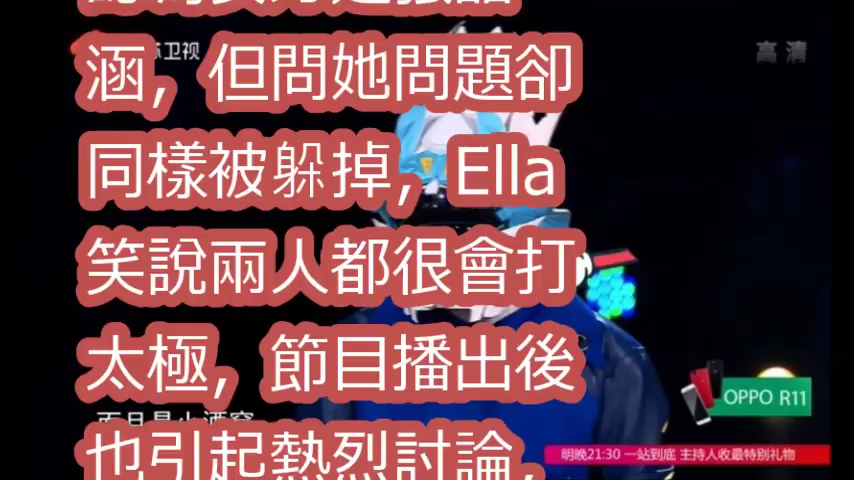 涵，但問她問題卻
同樣被躲掉，Ella
笑說兩人都很會打
太極，節目播出後
也引起熱烈討論，
卫视
高清
OPPO R11
明晚21:30 一站到底 主持人收最特别礼物